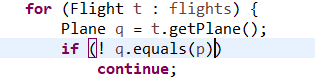 for (Flight t : flights) {
Plane q = t.getPlane();
if (! q.equals(p))
continue;